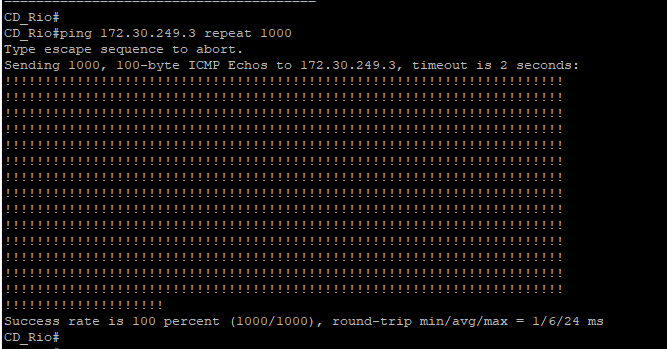 CD_Rio#
CD_Rio#ping 172.30.249.3 repeat 1000
Type escape sequence to abort.
Sending 1000, 100-byte ICMP Echos to 172.30.249.3, timeout is 2 seconds:
!!!!!!!!!!!!!!!!!!!!!!!!!!!!!!!!!!!!!!!!!!!!!!!!!!!!!!!!!!!!!!!!!!!!!!
!!!!!!!!!!!!!!!!!!!!!!!!!!!!!!!!!!!!!!!!!!!!!!!!!!!!!!!!!!!!!!!!!!!!!!
!!!!!!!!!!!!!!!!!!!!!!!!!!!!!!!!!!!!!!!!!!!!!!!!!!!!!!!!!!!!!!!!!!!!!!
!!!!!!!!!!!!!!!!!!!!!!!!!!!!!!!!!!!!!!!!!!!!!!!!!!!!!!!!!!!!!!!!!!!!!!
!!!!!!!!!!!!!!!!!!!!!!!!!!!!!!!!!!!!!!!!!!!!!!!!!!!!!!!!!!!!!!!!!!!!!!
!!!!!!!!!!!!!!!!!!!!!!!!!!!!!!!!!!!!!!!!!!!!!!!!!!!!!!!!!!!!!!!!!!!!!!
!!!!!!!!!!!!!!!!!!!!!!!!!!!!!!!!!!!!!!!!!!!!!!!!!!!!!!!!!!!!!!!!!!!!!!
!!!!!!!!!!!!!!!!!!!!!!!!!!!!!!!!!!!!!!!!!!!!!!!!!!!!!!!!!!!!!!!!!!!!!!
!!!!!!!!!!!!!!!!!!!!!!!!!!!!!!!!!!!!!!!!!!!!!!!!!!!!!!!!!!!!!!!!!!!!!!
!!!!!!!!!!!!!!!!!!!!!!!!!!!!!!!!!!!!!!!!!!!!!!!!!!!!!!!!!!!!!!!!!!!!!!
!!!!!!!!!!!!!!!!!!!!!!!!!!!!!!!!!!!!!!!!!!!!!!!!!!!!!!!!!!!!!!!!!!!!!!
!!!!!!!!!!!!!!!!!!!!!!!!!!!!!!!!!!!!!!!!!!!!!!!!!!!!!!!!!!!!!!!!!!!!!!
!!!!!!!!!!!!!!!!!!!!!!!!!!!!!!!!!!!!!!!!!!!!!!!!!!!!!!!!!!!!!!!!!!!!!!
!!!!!!!!!!!!!!!!!!!!!!!!!!!!!!!!!!!!!!!!!!!!!!!!!!!!!!!!!!!!!!!!!!!!!!
!!!!!!!!!!!!!!!!!!!!
Success rate is 100 percent (1000/1000), round-trip min/avg/max = 1/6/24 ms
CD_Rio#